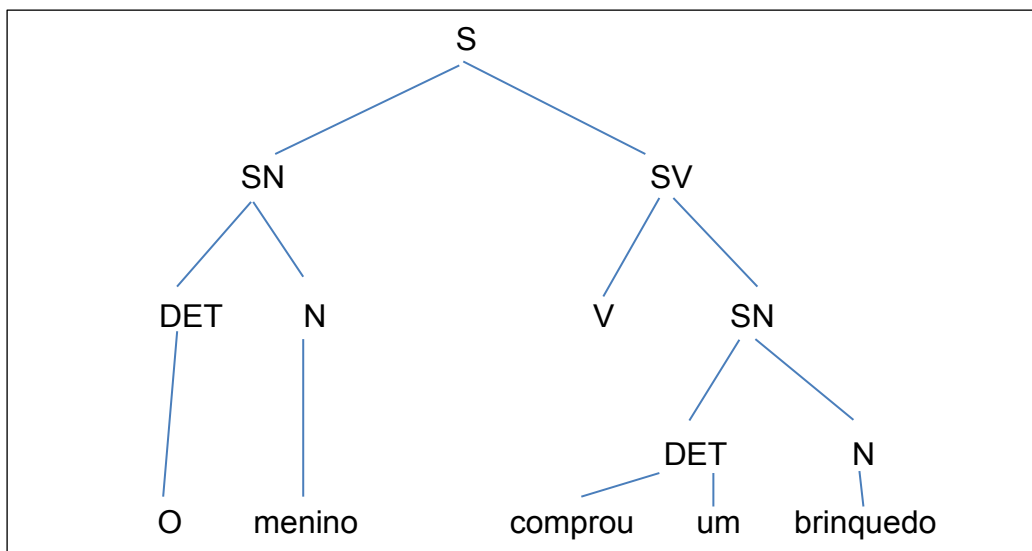 S
SN SV
DET N V SN
DET N
O menino comprou um brinquedo